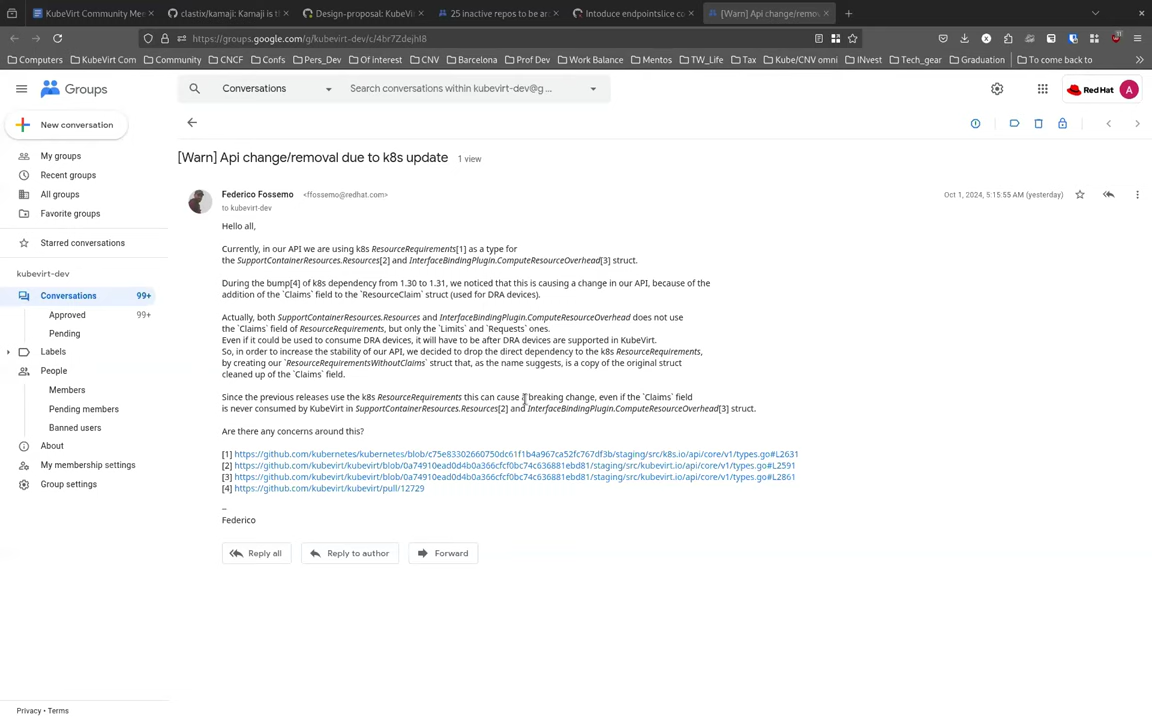 KubeVirt Community Mee
clastix/kamaji: Kamaji is t
Design-proposal: KubeVi
25 inactive repos to be ar
Intoduce endpointslice co
[Warn] Api change/remov
https://groups.google.com/g/kubevirt-dev/c/4br7ZdejhI8
Computers
KubeVirt Com
Community
CNCF
Confs
Pers_Dev
Of interest
CNV
Barcelona
Prof Dev
Work Balance
Mentos
TW_Life
Tax
Kube/CNV omni
INvest
Tech_gear
Graduation
To come back to
Groups
Conversations
Search conversations within kubevirt-dev@g ...
Red Hat
A
New conversation
My groups
Recent groups
All groups
Favorite groups
Starred conversations
kubevirt-dev
Conversations 99+
Approved 99+
Pending
Labels
People
Members
Pending members
Banned users
About
My membership settings
Group settings
Privacy • Terms
[Warn] Api change/removal due to k8s update 1 view
Federico Fossemo <ffossemo@redhat.com>
Oct 1, 2024, 5:15:55 AM (yesterday)
to kubevirt-dev
Hello all,
Currently, in our API we are using k8s ResourceRequirements[1] as a type for
the SupportContainerResources.Resources[2] and InterfaceBindingPlugin.ComputeResourceOverhead[3] struct.
During the bump[4] of k8s dependency from 1.30 to 1.31, we noticed that this is causing a change in our API, because of the
addition of the `Claims` field to the `ResourceClaim` struct (used for DRA devices).
Actually, both SupportContainerResources.Resources and InterfaceBindingPlugin.ComputeResourceOverhead does not use
the `Claims` field of ResourceRequirements, but only the `Limits` and `Requests` ones.
Even if it could be used to consume DRA devices, it will have to be after DRA devices are supported in KubeVirt.
So, in order to increase the stability of our API, we decided to drop the direct dependency to the k8s ResourceRequirements,
by creating our `ResourceRequirementsWithoutClaims` struct that, as the name suggests, is a copy of the original struct
cleaned up of the `Claims` field.
Since the previous releases use the k8s ResourceRequirements this can cause a breaking change, even if the `Claims` field
is never consumed by KubeVirt in SupportContainerResources.Resources[2] and InterfaceBindingPlugin.ComputeResourceOverhead[3] struct.
Are there any concerns around this?
[1] https://github.com/kubernetes/kubernetes/blob/c75e83302660750dc61f1b4a967ca52fc767df3b/staging/src/k8s.io/api/core/v1/types.go#L2631
[2] https://github.com/kubevirt/kubevirt/blob/0a74910ead0d4b0a366cfcf0bc74c636881ebd81/staging/src/kubevirt.io/api/core/v1/types.go#L2591
[3] https://github.com/kubevirt/kubevirt/blob/0a74910ead0d4b0a366cfcf0bc74c636881ebd81/staging/src/kubevirt.io/api/core/v1/types.go#L2861
[4] https://github.com/kubevirt/kubevirt/pull/12729
--
Federico
Reply all
Reply to author
Forward